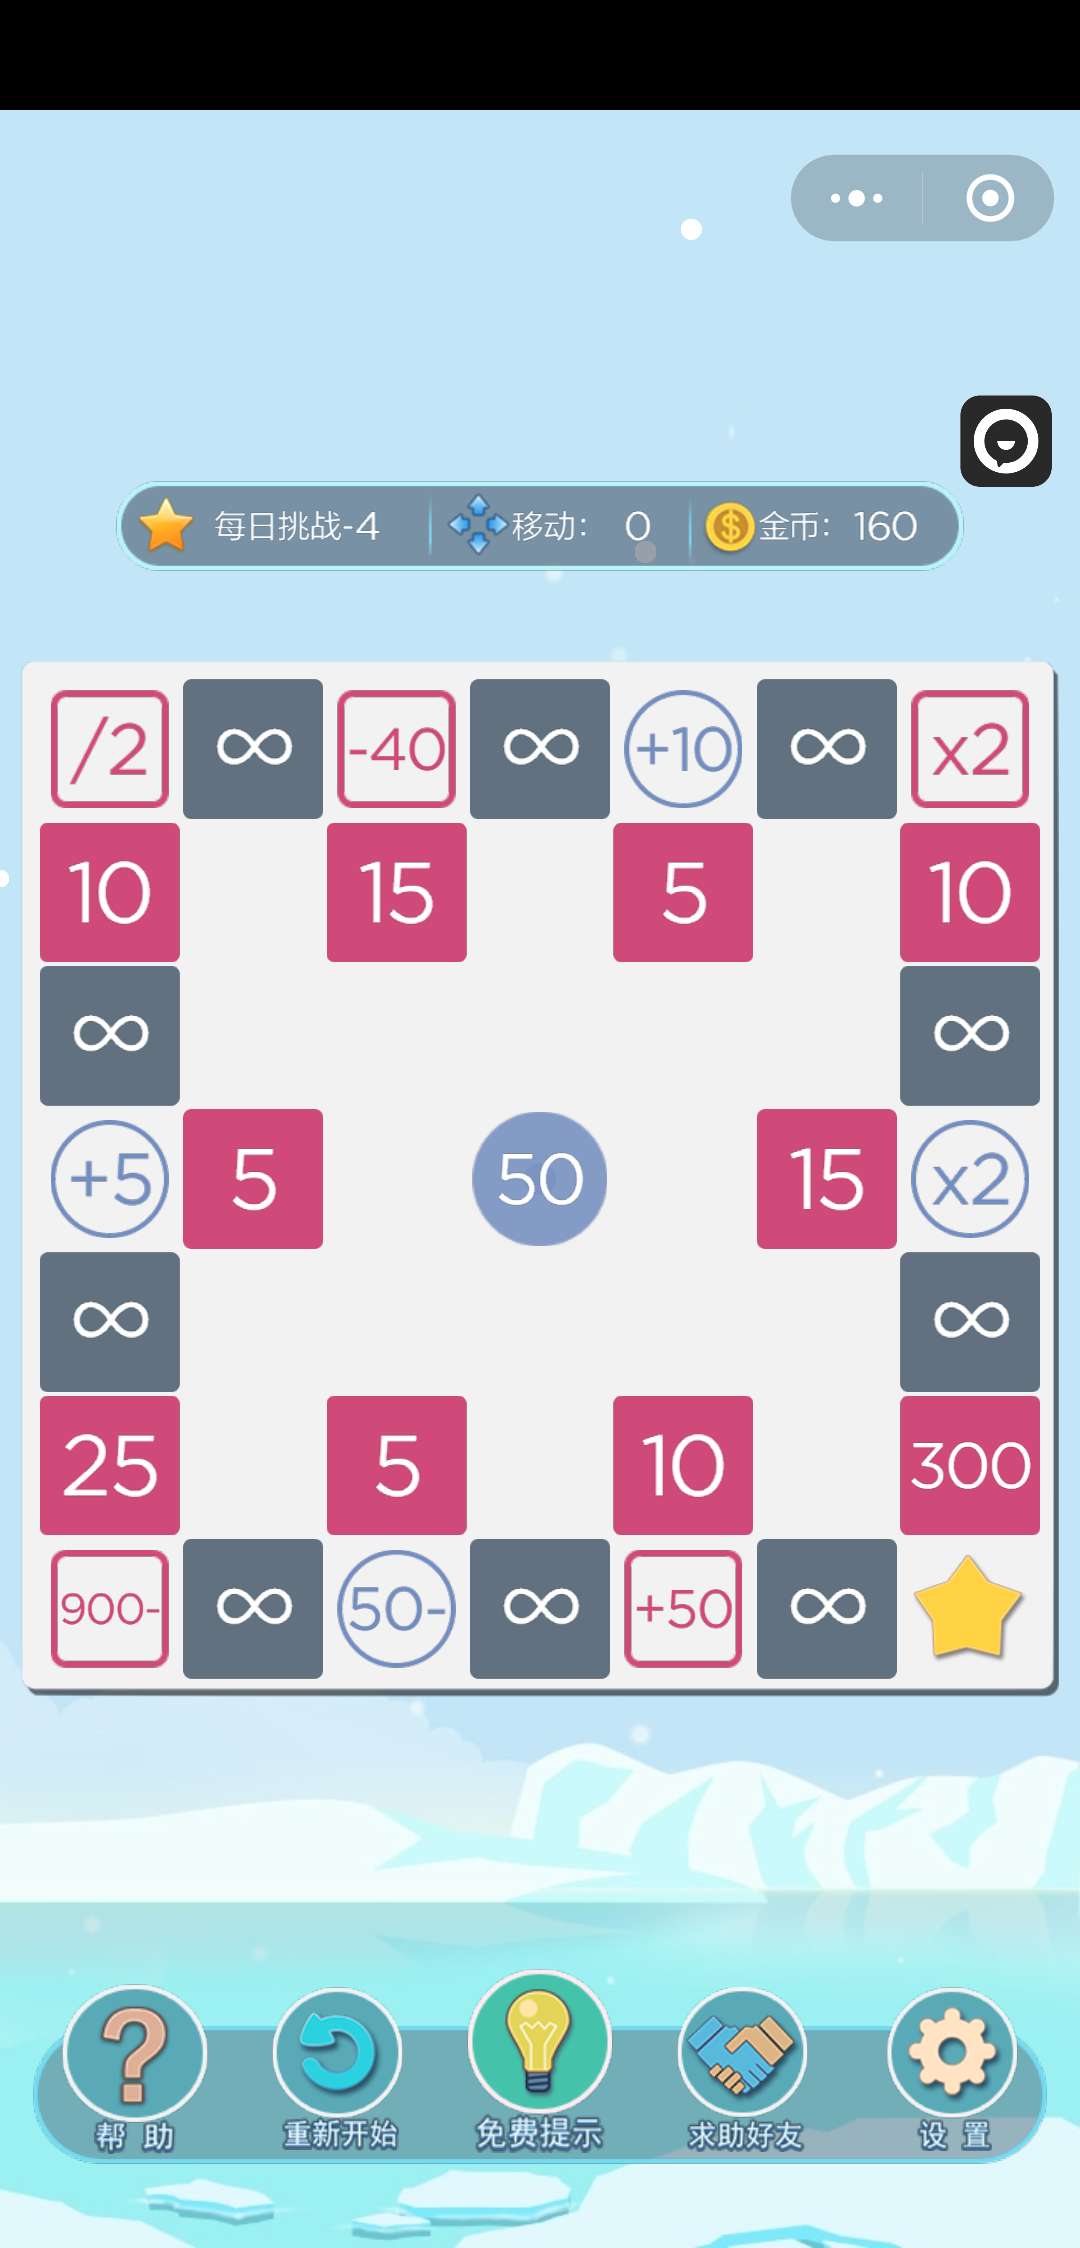 每日挑战-4 移动: 0 金币: 160
/2 ∞ -40 ∞ +10 ∞ x2
10 15 5 10
∞ ∞
+5 5 50 15 x2
∞ ∞
25 5 10 300
900- ∞ 50- ∞ +50 ∞
帮 助 重新开始 免费提示 求助好友 设 置